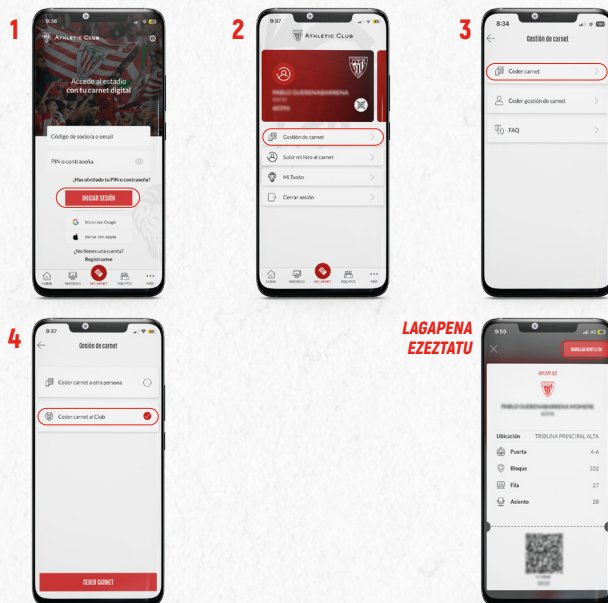 1
9:36
ATHLETIC CLUB
Accede al estadio
con tu carnet digital
Código de socio/a o email
PIN o contraseña
¿Has olvidado tu PIN o contraseña?
INICIAR SESIÓN
Iniciar con Google
Iniciar con Apple
¿No tienes una cuenta?
Registrarme
HOME
PARTIDOS
MI CARNET
EQUIPOS
MÁS
2
9:37
ATHLETIC CLUB
Gestión de carnet
Subir mi foto al carnet
Mi Txoko
Cerrar sesión
HOME
PARTIDOS
MI CARNET
EQUIPOS
MÁS
3
8:34
Gestión de carnet
Ceder carnet
Ceder gestión de carnet
FAQ
4
9:37
Cesión de carnet
Ceder carnet a otra persona
Ceder carnet al Club
CEDER CARNET
LAGAPENA
EZEZTATU
9:59
CANCELAR INVITACIÓN
Ubicación TRIBUNA PRINCIPAL ALTA
Puerta 4-6
Bloque 332
Fila 27
Asiento 28